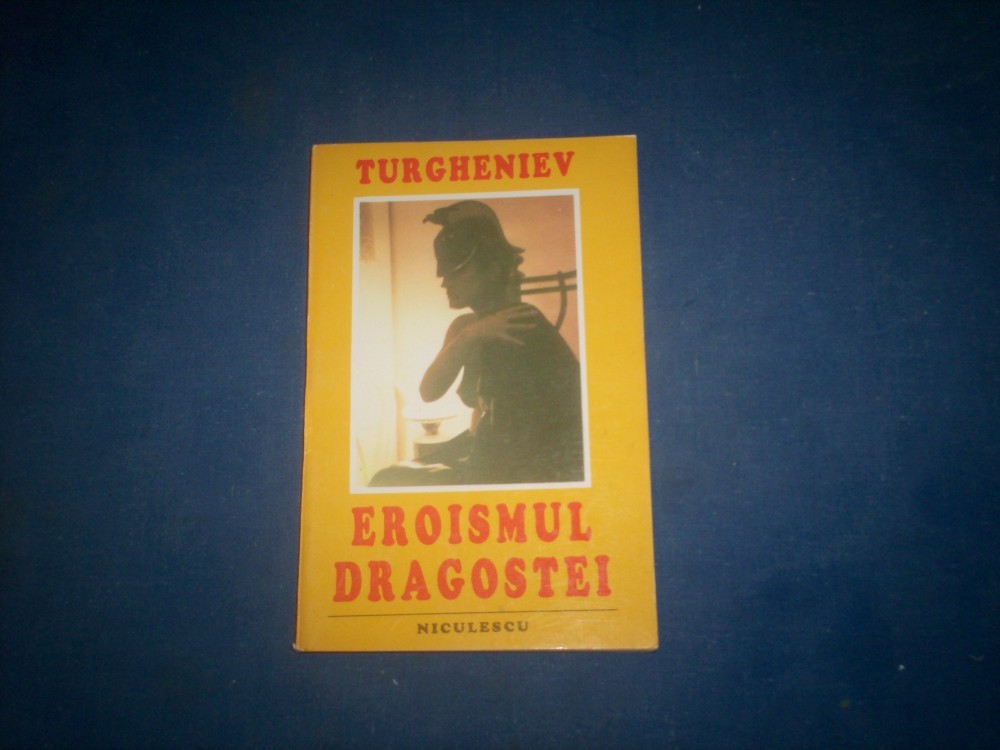 TURGHENIEV
EROISMUL
DRAGOSTEI
NICULESCU